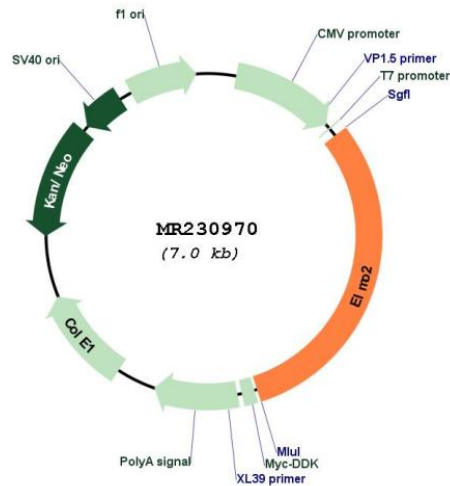 f1 ori
CMV promoter
VP1.5 primer
T7 promoter
SgfI
SV40 ori
Kan/Neo
MR230970
(7.0 kb)
Elmo2
Col E1
MluI
Myc-DDK
PolyA signal
XL39 primer